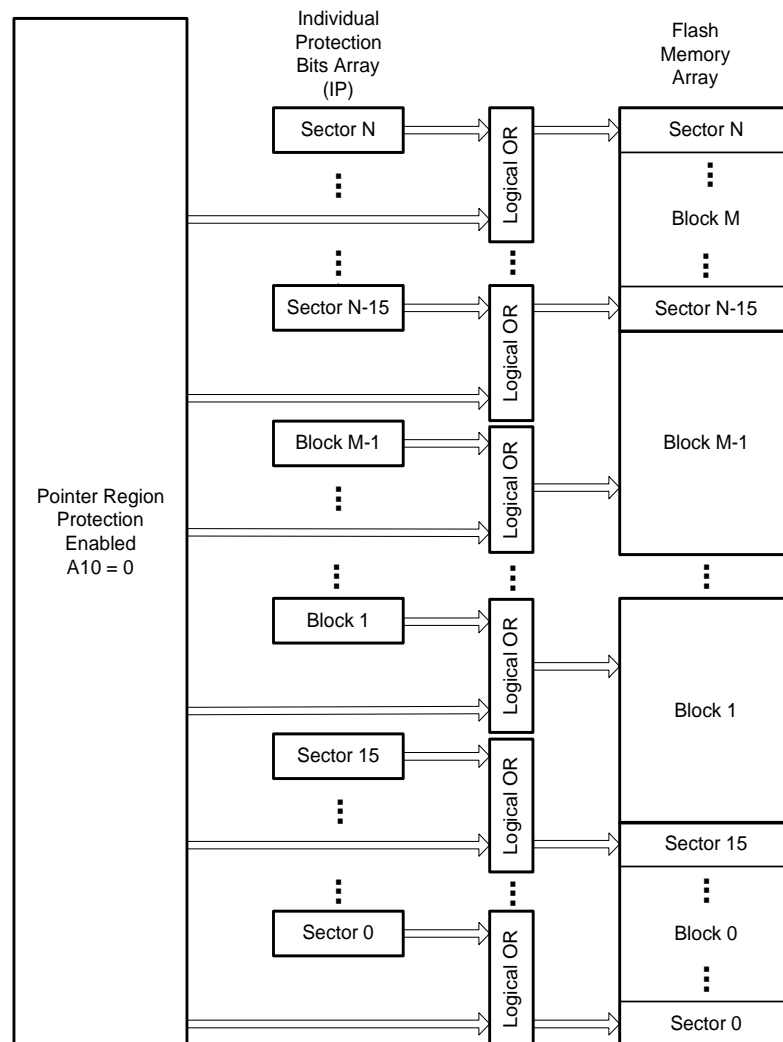 Individual
Protection
Bits Array
(IP)
Flash
Memory
Array
Sector N
Logical OR
Sector N
Block M
Sector N-15
Logical OR
Sector N-15
Block M-1
Logical OR
Block M-1
Pointer Region
Protection
Enabled
A10 = 0
Block 1
Logical OR
Block 1
Sector 15
Logical OR
Sector 15
Sector 0
Logical OR
Block 0
Sector 0